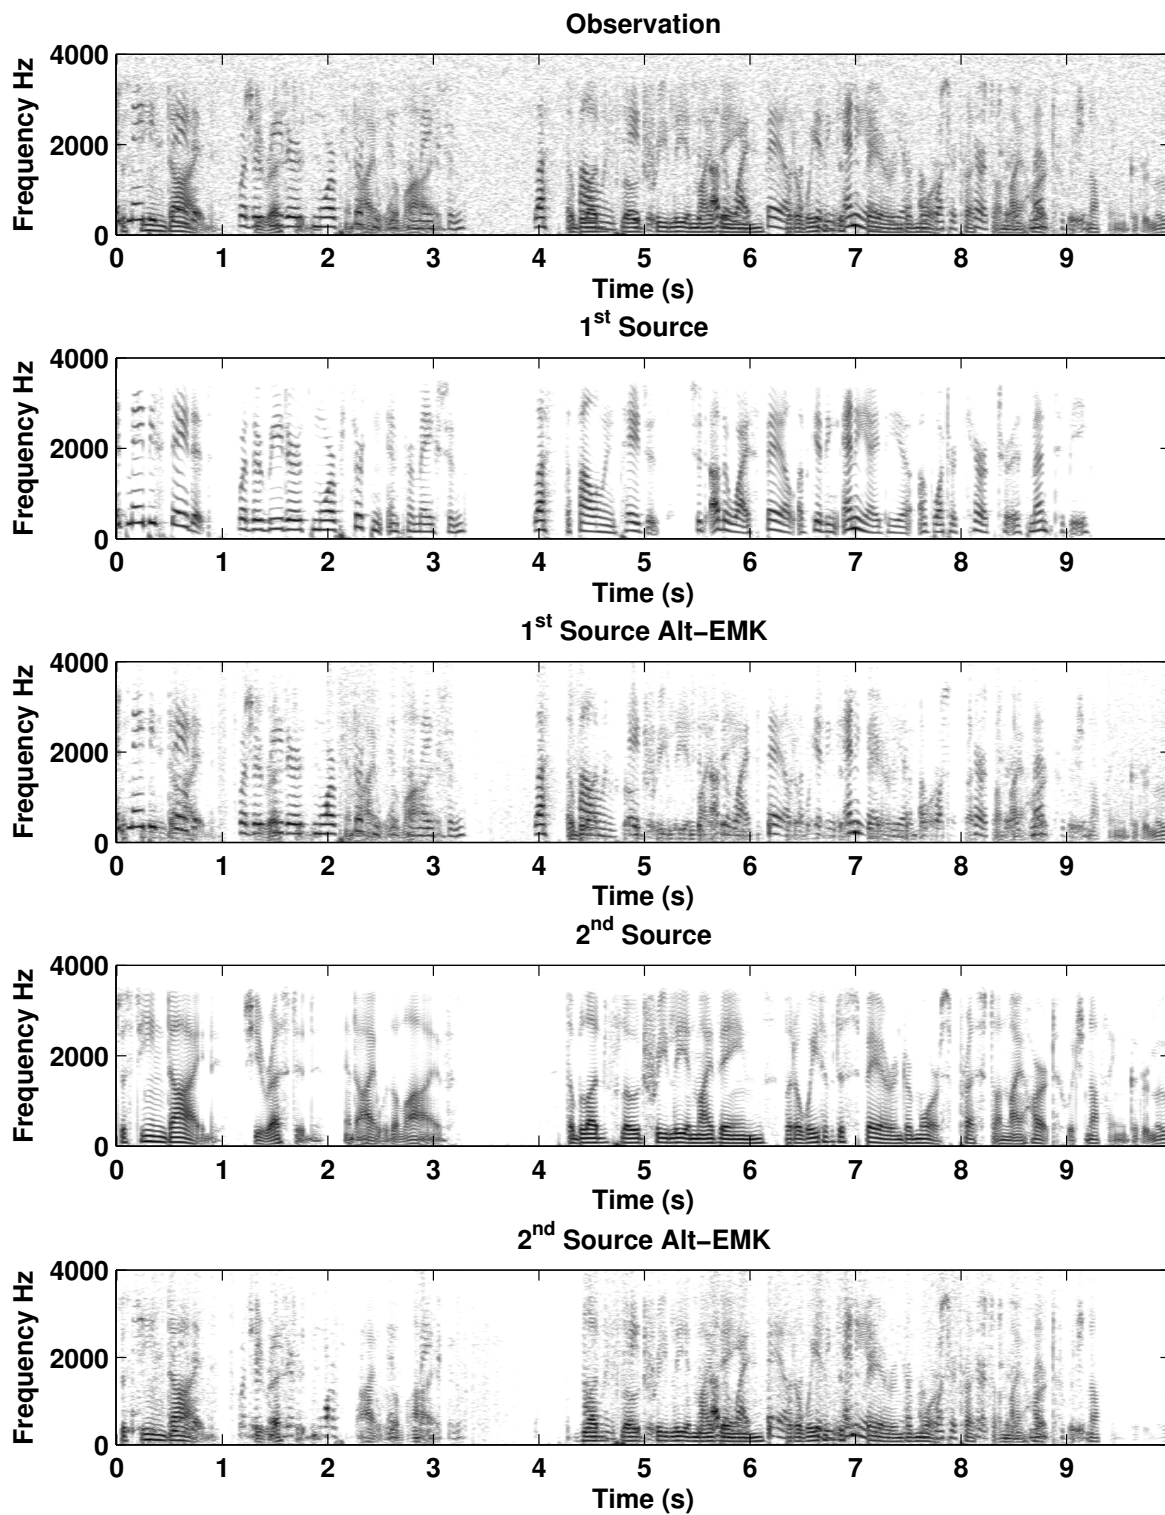 Observation
Frequency Hz
4000
2000
0
0 1 2 3 4 5 6 7 8 9
Time (s)
1st Source
Frequency Hz
4000
2000
0
0 1 2 3 4 5 6 7 8 9
Time (s)
1st Source Alt−EMK
Frequency Hz
4000
2000
0
0 1 2 3 4 5 6 7 8 9
Time (s)
2nd Source
Frequency Hz
4000
2000
0
0 1 2 3 4 5 6 7 8 9
Time (s)
2nd Source Alt−EMK
Frequency Hz
4000
2000
0
0 1 2 3 4 5 6 7 8 9
Time (s)